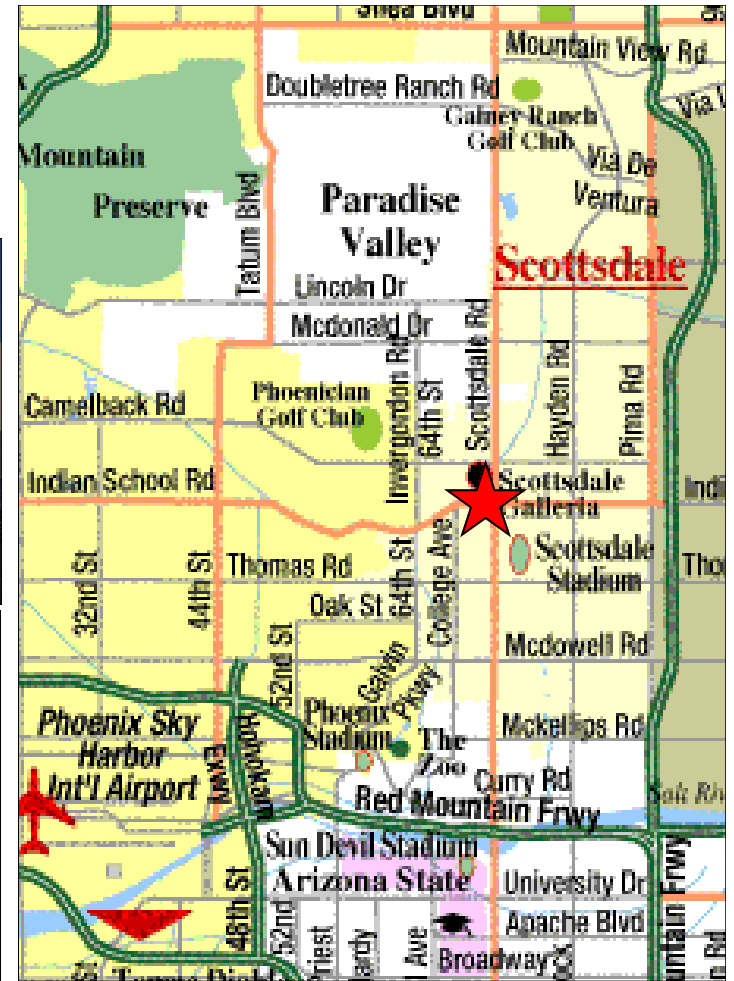 Shea Blvd
Mountain View Rd
Doubletree Ranch Rd
Gainey Ranch
Golf Club
Via De
Ventura
Mountain
Preserve
Tatum Blvd
Paradise
Valley
Scottsdale
Lincoln Dr
Mcdonald Dr
Invergordon Rd
64th St
Scottsdale Rd
Hayden Rd
Pima Rd
Phoenician
Golf Club
Camelback Rd
Indian School Rd
Scottsdale
Galleria
Scottsdale
Stadium
32nd St
44th St
Thomas Rd
64th St
College Ave
Oak St
52nd St
Mcdowell Rd
Galvin
Pkwy
Phoenix Sky
Harbor
Int'l Airport
Hohokam
Expwy
Phoenix
Stadium
The
Zoo
Mckellips Rd
Curry Rd
Red Mountain Frwy
Sun Devil Stadium
Arizona State
48th St
52nd
Priest
University Dr
Apache Blvd
Broadway